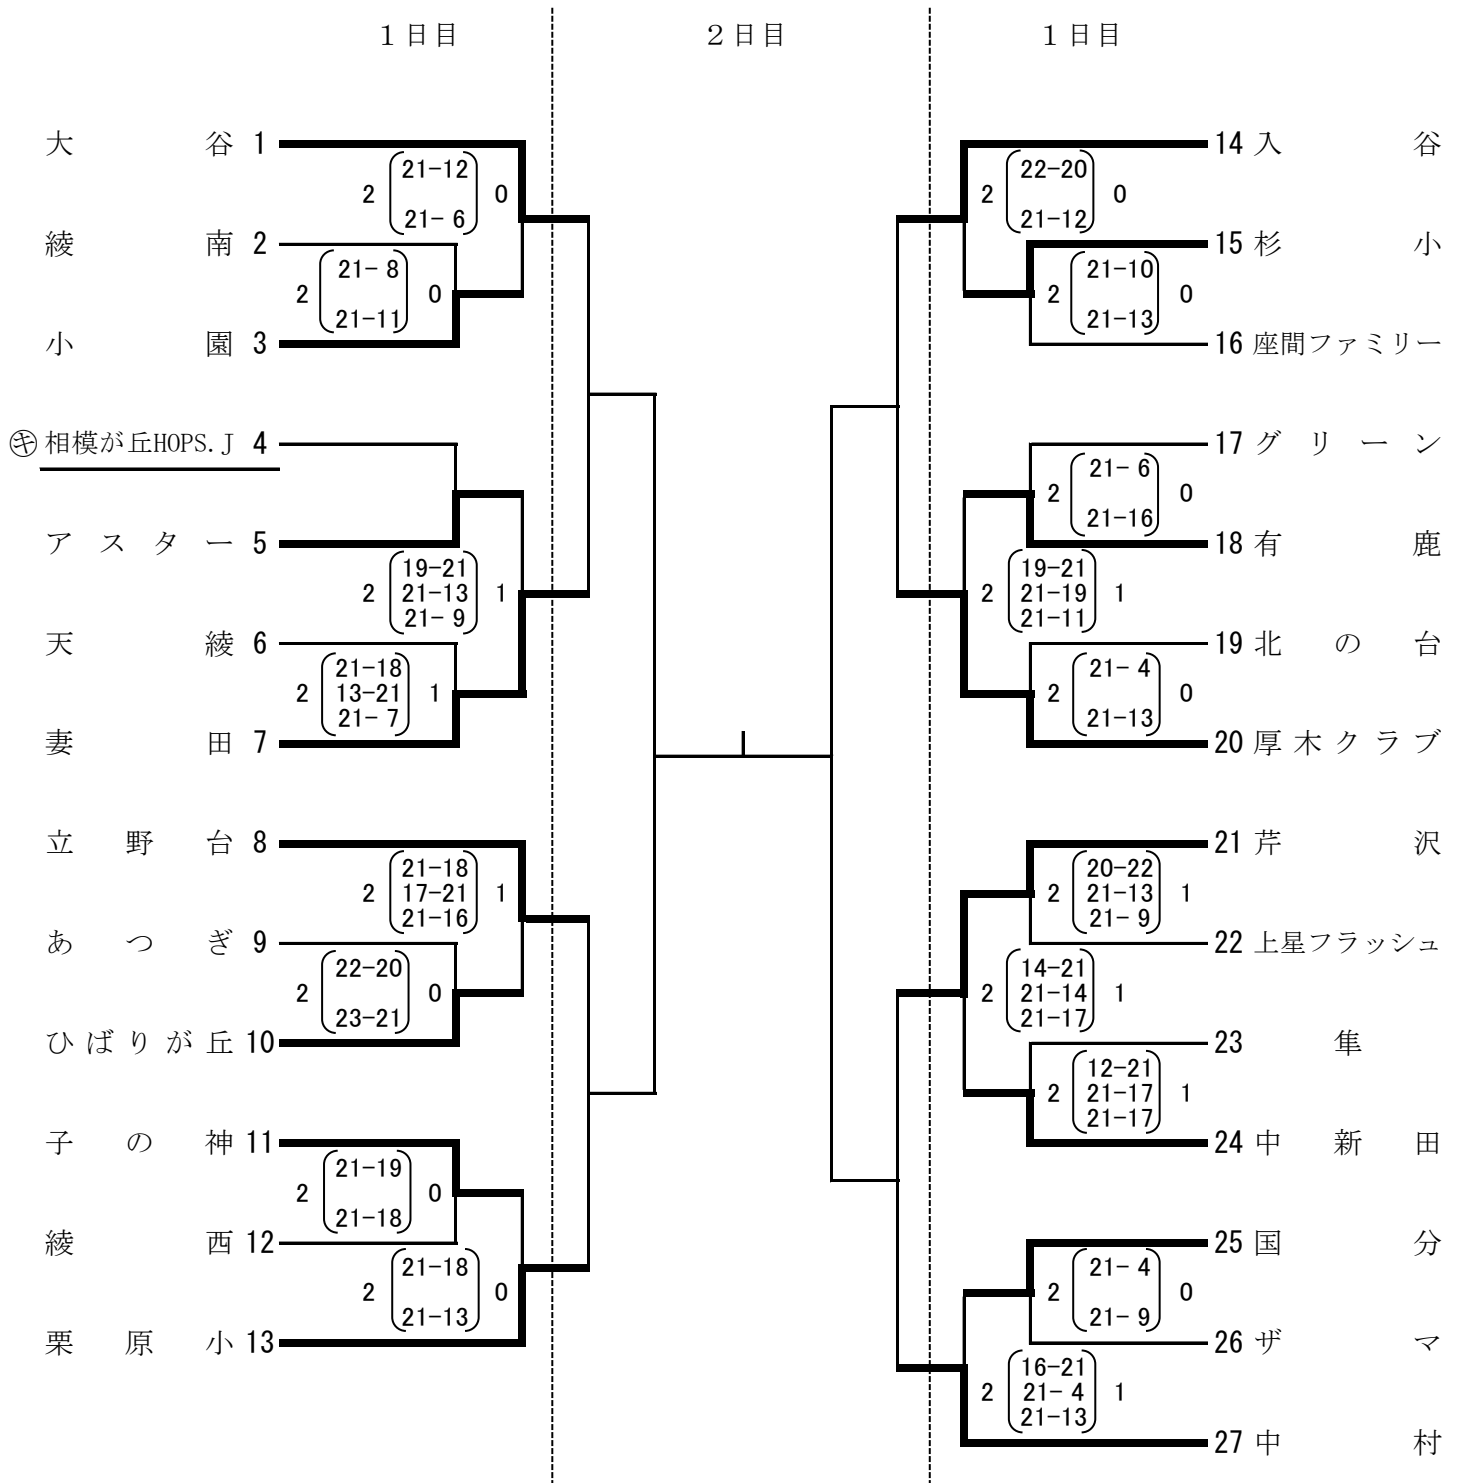 1日目 2日目 1日目
大谷 1 14 入谷
2 21-12 21- 6 0 2 22-20 21-12 0
綾南 2 15 杉小
2 21- 8 21-11 0 2 21-10 21-13 0
小園 3 16 座間ファミリー
㋖ 相模が丘HOPS.J 4 17 グリーン
2 21- 6 21-16 0
アスター 5 18 有鹿
2 19-21 21-13 21- 9 1 2 19-21 21-19 21-11 1
天綾 6 19 北の台
2 21-18 13-21 21- 7 1 2 21- 4 21-13 0
妻田 7 20 厚木クラブ
立野台 8 21 芹沢
2 21-18 17-21 21-16 1 2 20-22 21-13 21- 9 1
あつぎ 9 22 上星フラッシュ
2 22-20 23-21 0 2 14-21 21-14 21-17 1
ひばりが丘 10 23 隼
2 12-21 21-17 21-17 1
子の神 11 24 中新田
2 21-19 21-18 0
綾西 12 25 国分
2 21-18 21-13 0 2 21- 4 21- 9 0
栗原小 13 26 ザマ
2 16-21 21- 4 21-13 1
27 中村